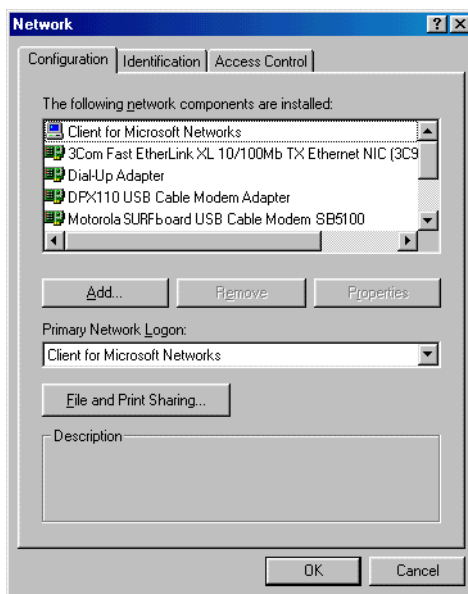 Network
Configuration Identification Access Control
The following network components are installed:
Client for Microsoft Networks
3Com Fast EtherLink XL 10/100Mb TX Ethernet NIC (3C9
Dial-Up Adapter
DPX110 USB Cable Modem Adapter
Motorola SURFboard USB Cable Modem SB5100
Add... Remove Properties
Primary Network Logon:
Client for Microsoft Networks
File and Print Sharing...
Description
OK Cancel